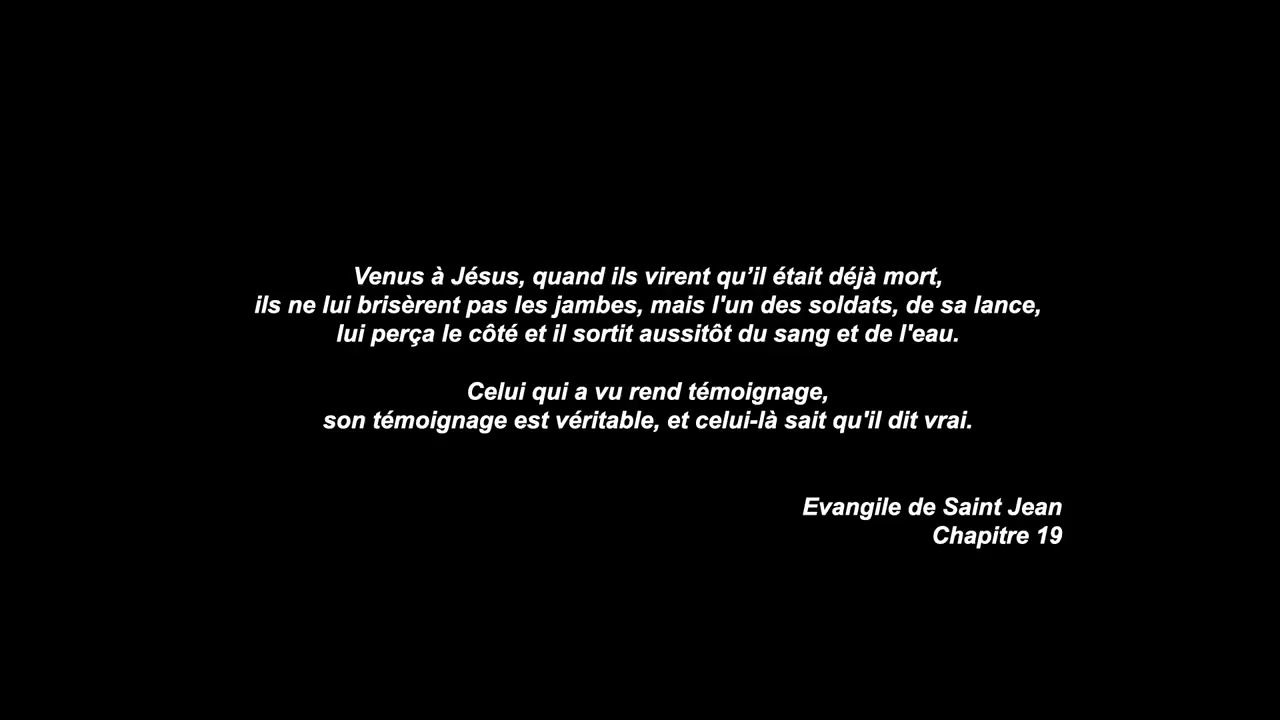 Venus à Jésus, quand ils virent qu’il était déjà mort,
ils ne lui brisèrent pas les jambes, mais l'un des soldats, de sa lance,
lui perça le côté et il sortit aussitôt du sang et de l'eau.
Celui qui a vu rend témoignage,
son témoignage est véritable, et celui-là sait qu'il dit vrai.
Evangile de Saint Jean
Chapitre 19